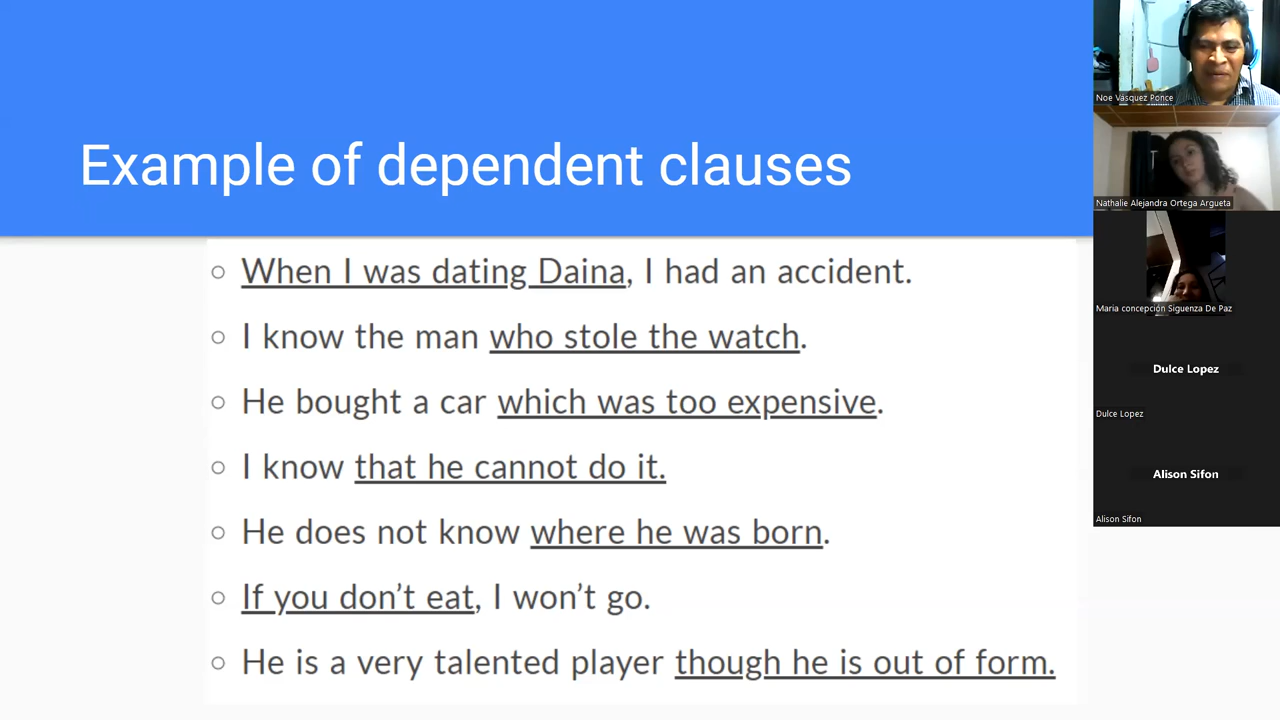 Example of dependent clauses
When I was dating Daina, I had an accident.
I know the man who stole the watch.
He bought a car which was too expensive.
I know that he cannot do it.
He does not know where he was born.
If you don't eat, I won't go.
He is a very talented player though he is out of form.
Noe Vásquez Ponce
Nathalie Alejandra Ortega Argueta
Maria concepción Siguenza De Paz
Dulce Lopez
Dulce Lopez
Alison Sifon
Alison Sifon